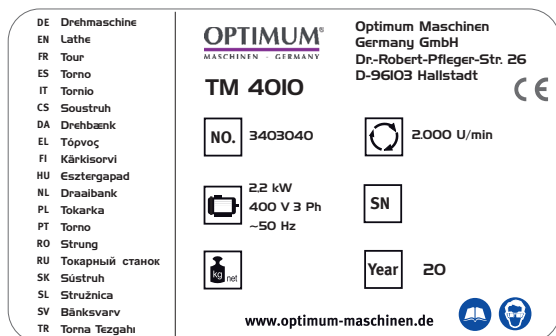 DE Drehmaschine
EN Lathe
FR Tour
ES Torno
IT Tornio
CS Soustruh
DA Drehbænk
EL Τόρνος
FI Kärkisorvi
HU Esztergapad
NL Draaibank
PL Tokarka
PT Torno
RO Strung
RU Токарный станок
SK Sústruh
SL Stružnica
SV Bänksvarv
TR Torna Tezgahı
OPTIMUM®
MASCHINEN - GERMANY
TM 4010
Optimum Maschinen
Germany GmbH
Dr.-Robert-Pfleger-Str. 26
D-96103 Hallstadt
CE
NO. 3403040
2.000 U/min
2,2 kW
400 V 3 Ph
~50 Hz
SN
kg net
Year 20
www.optimum-maschinen.de